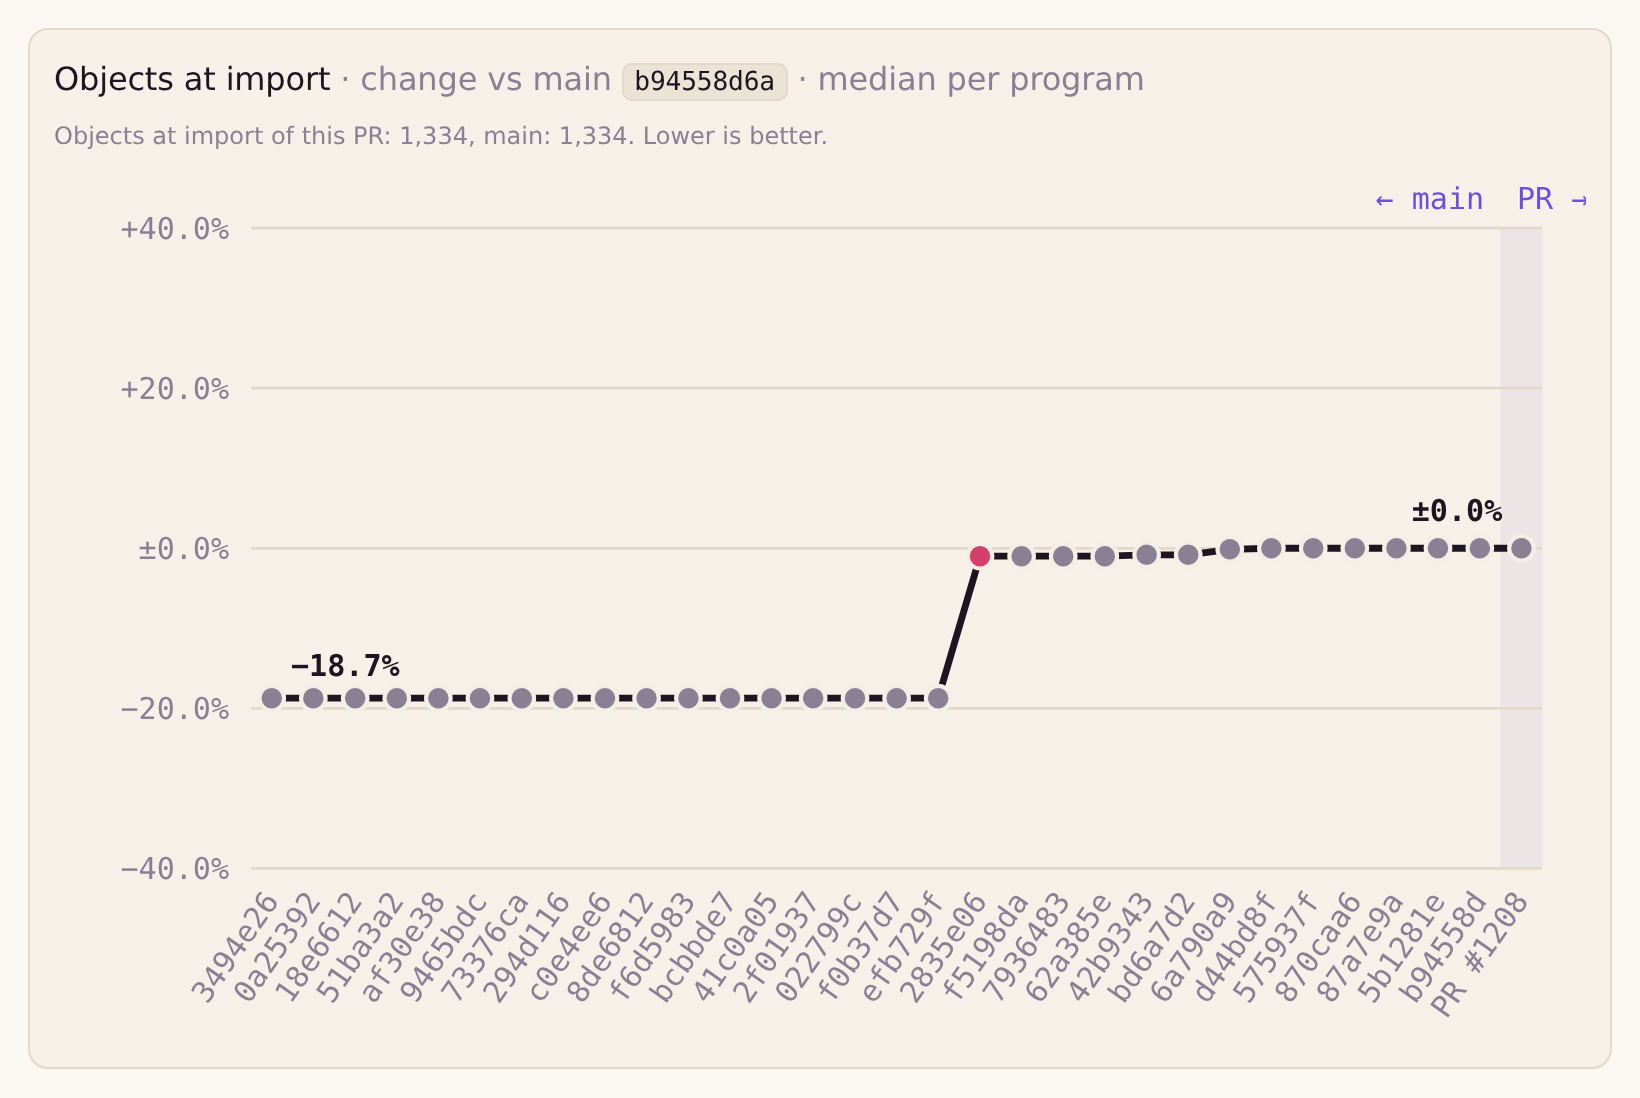 Objects at import · change vs main b94558d6a · median per program
Objects at import of this PR: 1,334, main: 1,334. Lower is better.
← main PR →
+40.0%
+20.0%
±0.0%
−20.0%
−40.0%
−18.7%
±0.0%
3494e26
0a25392
18e6612
51ba3a2
af30e38
9465bdc
73376ca
294d116
c0e4ee6
8de6812
f6d5983
bcbbde7
41c0a05
2f01937
022799c
f0b37d7
efb729f
2835e06
f5198da
7936483
62a385e
42b9343
bd6a7d2
6a790a9
d44bd8f
575937f
870caa6
87a7e9a
5b1281e
b94558d
PR #1208